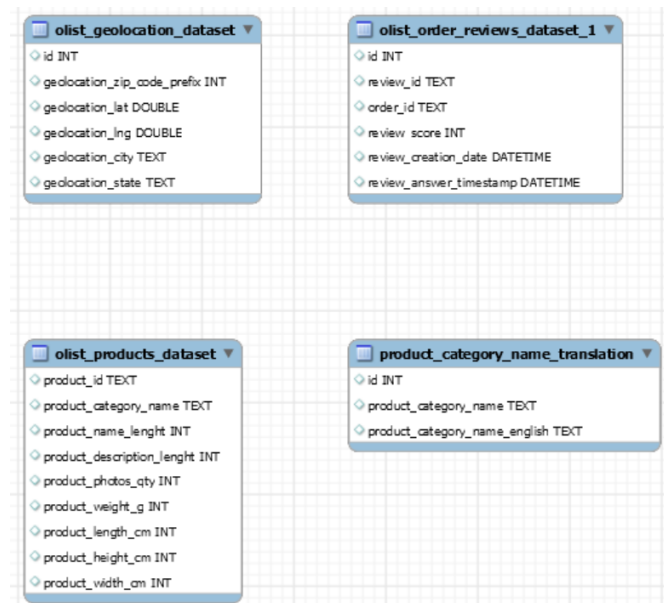 olist_geolocation_dataset
id INT
geolocation_zip_code_prefix INT
geolocation_lat DOUBLE
geolocation_lng DOUBLE
geolocation_city TEXT
geolocation_state TEXT
olist_order_reviews_dataset_1
id INT
review_id TEXT
order_id TEXT
review_score INT
review_creation_date DATETIME
review_answer_timestamp DATETIME
olist_products_dataset
product_id TEXT
product_category_name TEXT
product_name_lenght INT
product_description_lenght INT
product_photos_qty INT
product_weight_g INT
product_length_cm INT
product_height_cm INT
product_width_cm INT
product_category_name_translation
id INT
product_category_name TEXT
product_category_name_english TEXT